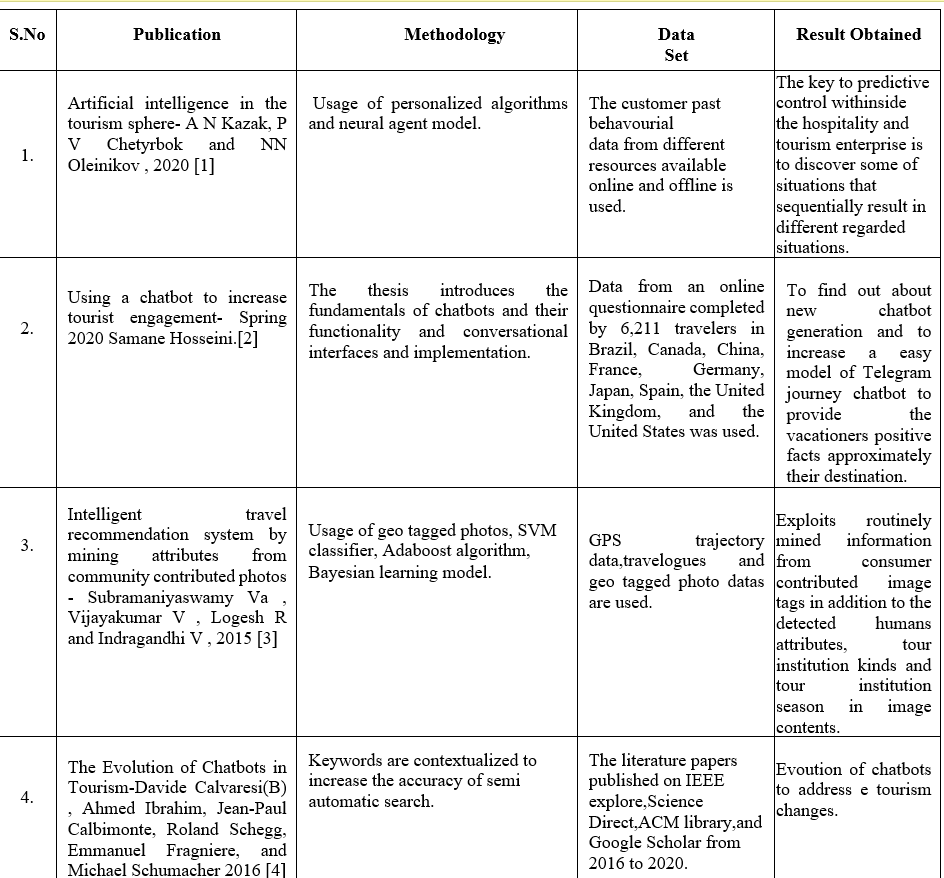 S.No
Publication
Methodology
Data
Set
Result Obtained
1.
Artificial intelligence in the
tourism sphere- A N Kazak, P
V Chetyrbok and NN
Oleinikov , 2020 [1]
Usage of personalized algorithms
and neural agent model.
The customer past
behavourial
data from different
resources available
online and offline is
used.
The key to predictive
control withinside
the hospitality and
tourism enterprise is
to discover some of
situations that
sequentially result in
different regarded
situations.
2.
Using a chatbot to increase
tourist engagement- Spring
2020 Samane Hosseini.[2]
The thesis introduces the
fundamentals of chatbots and their
functionality and conversational
interfaces and implementation.
Data from an online
questionnaire completed
by 6,211 travelers in
Brazil, Canada, China,
France, Germany,
Japan, Spain, the United
Kingdom, and the
United States was used.
To find out about
new chatbot
generation and to
increase a easy
model of Telegram
journey chatbot to
provide the
vacationers positive
facts approximately
their destination.
3.
Intelligent travel
recommendation system by
mining attributes from
community contributed photos
- Subramaniyaswamy Va ,
Vijayakumar V , Logesh R
and Indragandhi V , 2015 [3]
Usage of geo tagged photos, SVM
classifier, Adaboost algorithm,
Bayesian learning model.
GPS trajectory
data,travelogues and
geo tagged photo datas
are used.
Exploits routinely
mined information
from consumer
contributed image
tags in addition to the
detected humans
attributes, tour
institution kinds and
tour institution
season in image
contents.
4.
The Evolution of Chatbots in
Tourism-Davide Calvaresi(B)
, Ahmed Ibrahim, Jean-Paul
Calbimonte, Roland Schegg,
Emmanuel Fragniere, and
Michael Schumacher 2016 [4]
Keywords are contextualized to
increase the accuracy of semi
automatic search.
The literature papers
published on IEEE
explore,Science
Direct,ACM library,and
Google Scholar from
2016 to 2020.
Evoution of chatbots
to address e tourism
changes.